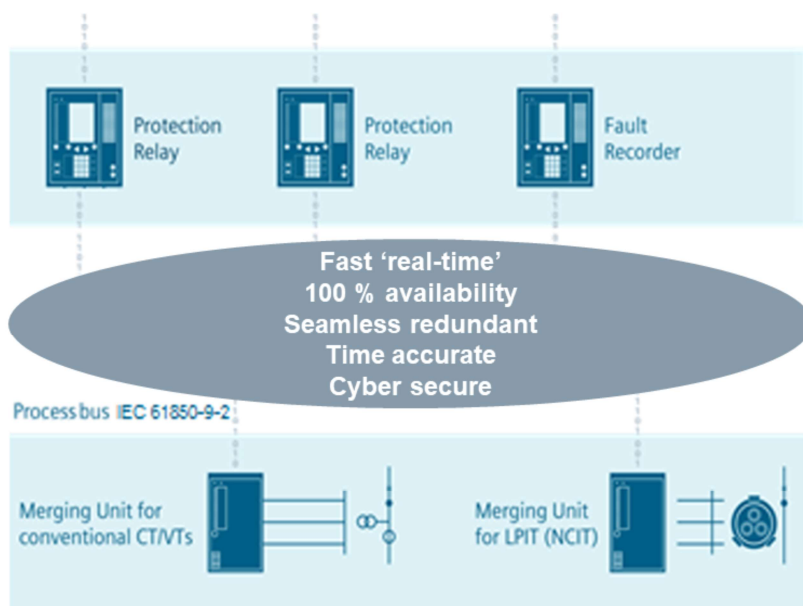 Protection
Relay
Protection
Relay
Fault
Recorder
Fast ‘real-time’
100 % availability
Seamless redundant
Time accurate
Cyber secure
Process bus IEC 61850-9-2
Merging Unit for
conventional CT/VTs
Merging Unit
for LPIT (NCIT)